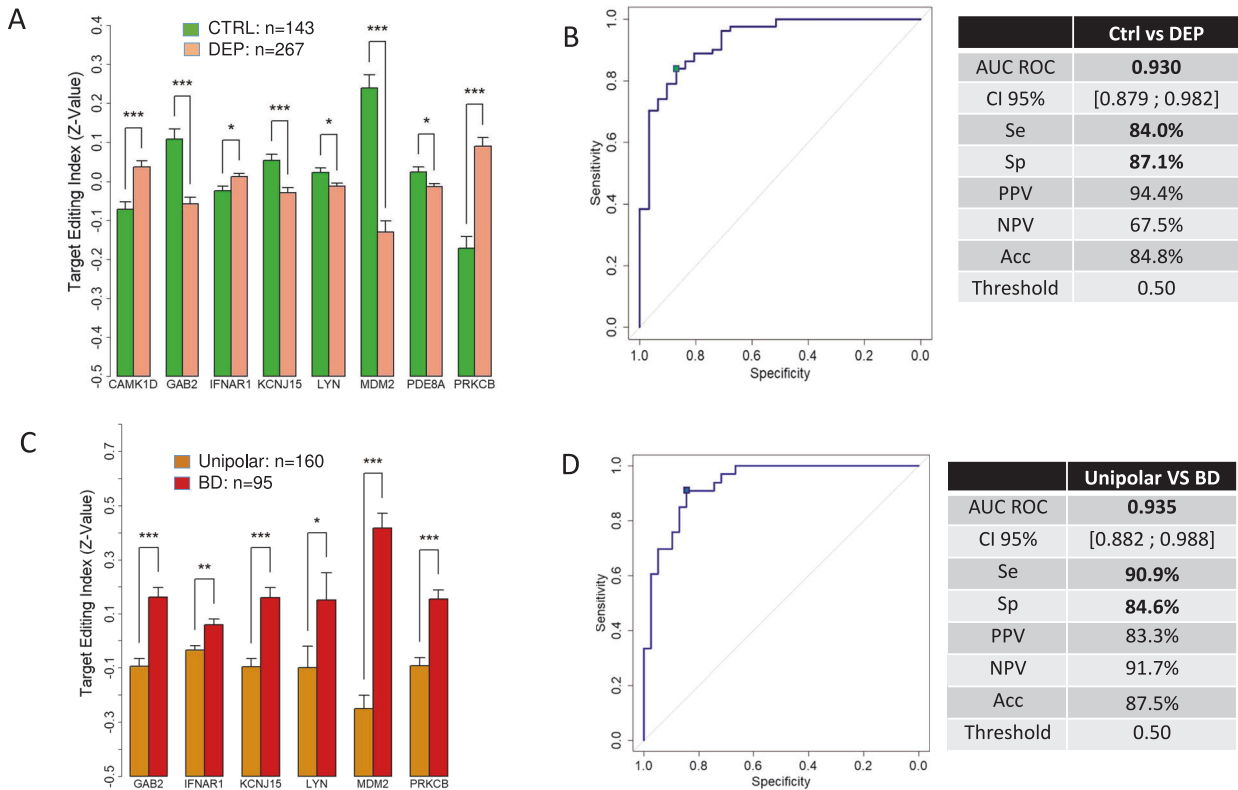 A
CTRL: n=143
DEP: n=267
Target Editing Index (Z-Value)
0.4
0.3
0.2
0.1
0.0
-0.1
-0.2
-0.3
-0.4
-0.5
*** *** * *** * *** * ***
CAMK1D GAB2 IFNAR1 KCNJ15 LYN MDM2 PDE8A PRKCB
B
Sensitivity
1.0
0.8
0.6
0.4
0.2
0.0
1.0 0.8 0.6 0.4 0.2 0.0
Specificity
Ctrl vs DEP
AUC ROC 0.930
CI 95% [0.879 ; 0.982]
Se 84.0%
Sp 87.1%
PPV 94.4%
NPV 67.5%
Acc 84.8%
Threshold 0.50
C
Unipolar: n=160
BD: n=95
Target Editing Index (Z-Value)
0.7
0.5
0.3
0.1
-0.1
-0.3
-0.5
*** ** *** * *** ***
GAB2 IFNAR1 KCNJ15 LYN MDM2 PRKCB
D
Sensitivity
1.0
0.8
0.6
0.4
0.2
0.0
1.0 0.8 0.6 0.4 0.2 0.0
Specificity
Unipolar VS BD
AUC ROC 0.935
CI 95% [0.882 ; 0.988]
Se 90.9%
Sp 84.6%
PPV 83.3%
NPV 91.7%
Acc 87.5%
Threshold 0.50